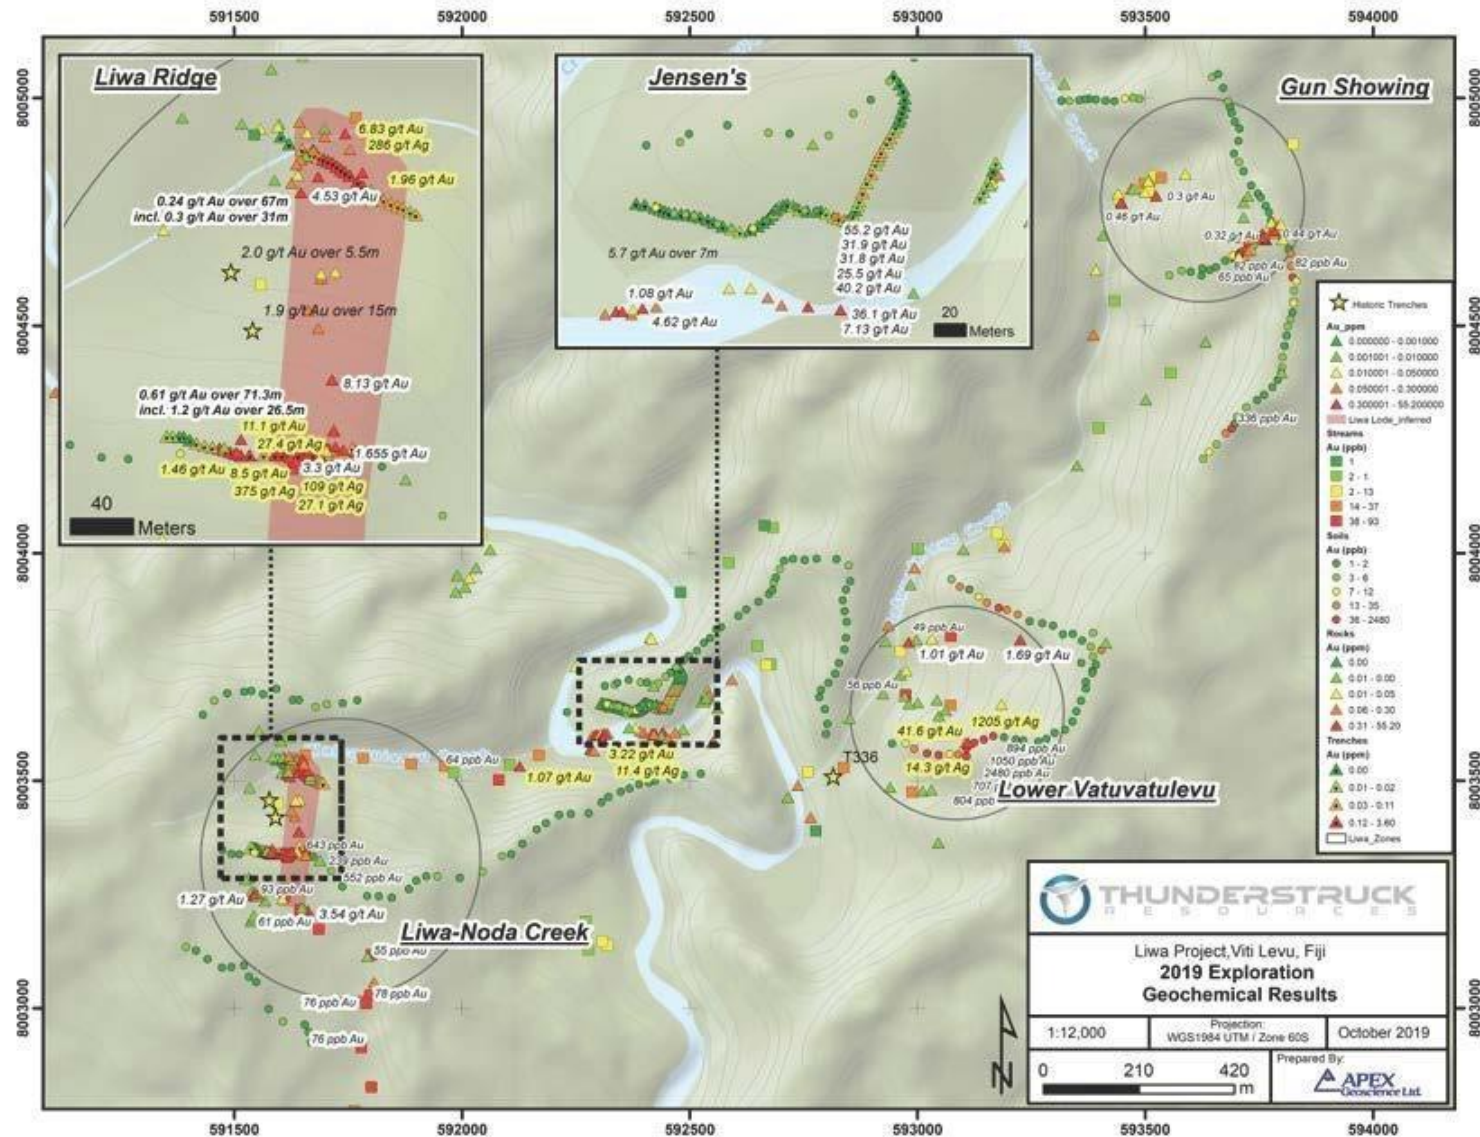 591500 592000 592500 593000 593500 594000
8005000
8004500
8004000
8003500
8003000
Liwa Ridge
6.83 g/t Au
286 g/t Ag
1.96 g/t Au
4.53 g/t Au
0.24 g/t Au over 67m
incl. 0.3 g/t Au over 31m
2.0 g/t Au over 5.5m
1.9 g/t Au over 15m
8.13 g/t Au
0.61 g/t Au over 71.3m
incl. 1.2 g/t Au over 26.5m
11.1 g/t Au
27.4 g/t Ag
1.655 g/t Au
1.46 g/t Au
8.5 g/t Au
3.3 g/t Au
375 g/t Ag
109 g/t Ag
27.1 g/t Ag
40
Meters
Jensen's
5.7 g/t Au over 7m
55.2 g/t Au
31.9 g/t Au
31.8 g/t Au
25.5 g/t Au
40.2 g/t Au
1.08 g/t Au
4.62 g/t Au
36.1 g/t Au
7.13 g/t Au
20
Meters
Gun Showing
0.46 g/t Au
0.3 g/t Au
0.32 g/t Au
0.44 g/t Au
62 ppb Au
82 ppb Au
65 ppb Au
336 ppb Au
Creek
49 ppb Au
1.01 g/t Au
1.69 g/t Au
56 ppb Au
41.6 g/t Au
1205 g/t Ag
14.3 g/t Ag
894 ppb Au
1050 ppb Au
2480 ppb Au
707
804 ppb
Lower Vatuvatulevu
T336
64 ppb Au
1.07 g/t Au
3.22 g/t Au
11.4 g/t Ag
643 ppb Au
239 ppb Au
552 ppb Au
93 ppb Au
1.27 g/t Au
61 ppb Au
3.54 g/t Au
Liwa-Noda Creek
55 ppb Au
78 ppb Au
76 ppb Au
76 ppb Au
Historic Trenches
Au_ppm
0.000000 - 0.001000
0.001001 - 0.010000
0.010001 - 0.050000
0.050001 - 0.300000
0.300001 - 55.200000
Liwa Lode_inferred
Streams
Au (ppb)
1
2 - 1
2 - 13
14 - 37
38 - 93
Soils
Au (ppb)
1 - 2
3 - 6
7 - 12
13 - 35
36 - 2480
Rocks
Au (ppm)
0.00
0.01 - 0.00
0.01 - 0.05
0.06 - 0.30
0.31 - 55.20
Trenches
Au (ppm)
0.00
0.01 - 0.02
0.03 - 0.11
0.12 - 3.60
Liwa_Zones
THUNDERSTRUCK
RESOURCES
Liwa Project,Viti Levu, Fiji
2019 Exploration
Geochemical Results
1:12,000
Projection:
WGS1984 UTM / Zone 60S
October 2019
0 210 420
m
Prepared By:
APEX
Geoscience Ltd.
N
8005000
8004500
8004000
8003500
8003000
591500 592000 592500 593000 593500 594000